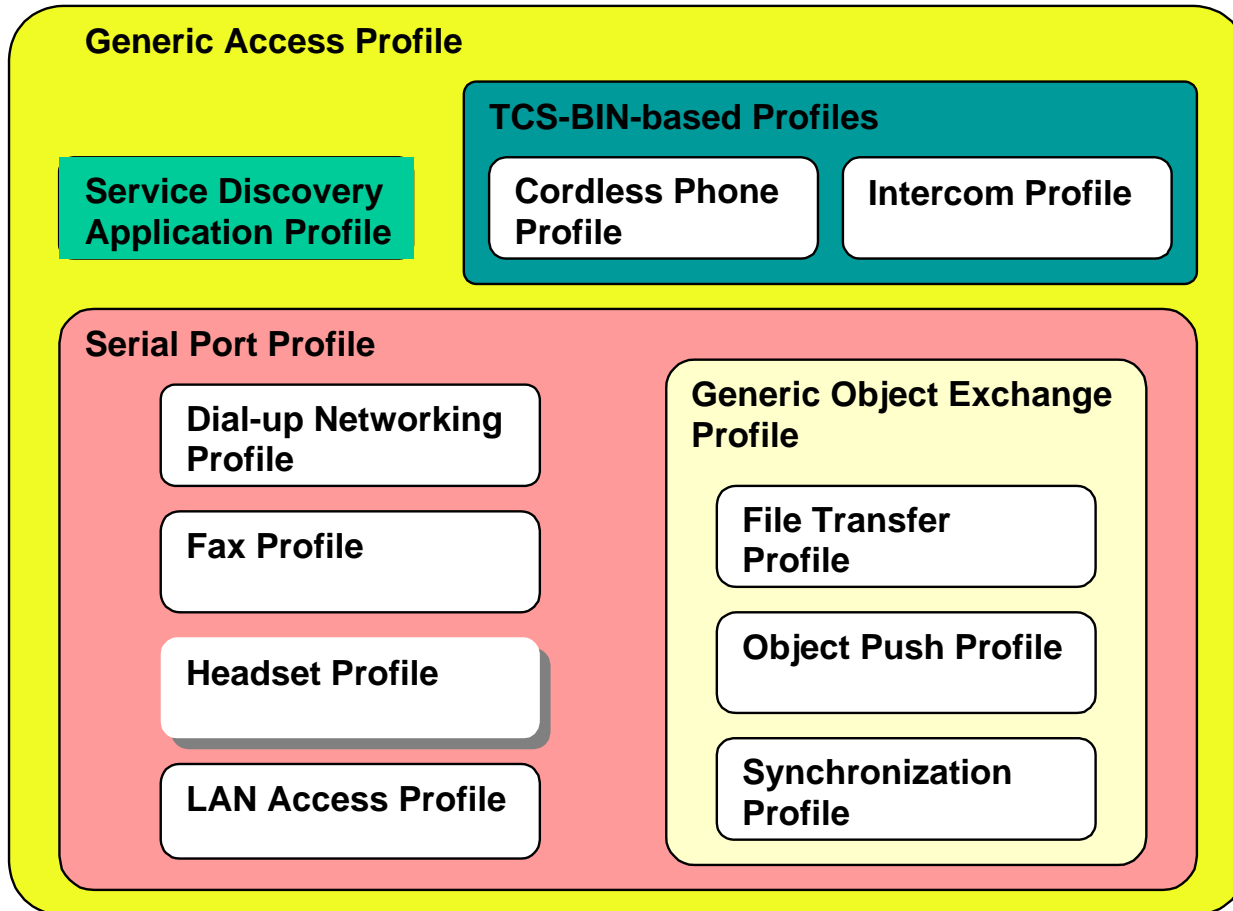 Generic Access Profile
TCS-BIN-based Profiles
Service Discovery
Application Profile
Cordless Phone
Profile
Intercom Profile
Serial Port Profile
Dial-up Networking
Profile
Fax Profile
Headset Profile
LAN Access Profile
Generic Object Exchange
Profile
File Transfer
Profile
Object Push Profile
Synchronization
Profile